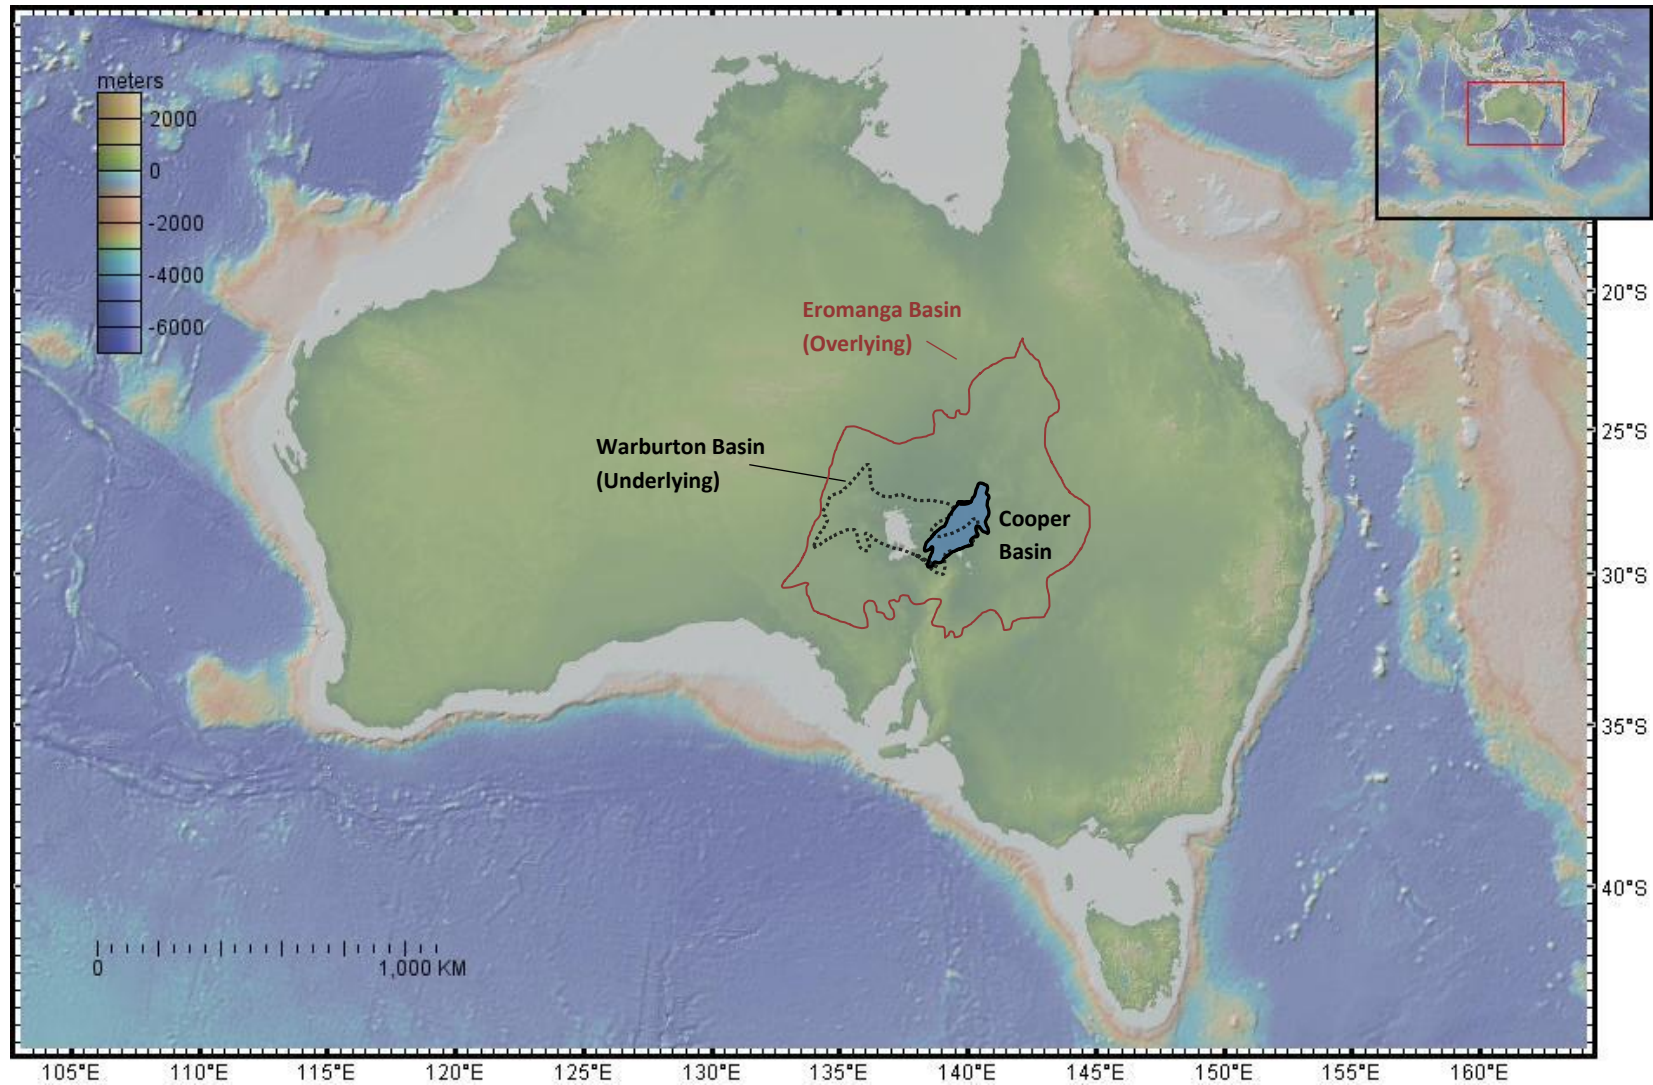 meters
2000
0
-2000
-4000
-6000
Eromanga Basin
(Overlying)
Warburton Basin
(Underlying)
Cooper
Basin
20°S
25°S
30°S
35°S
40°S
0 1,000 KM
105°E 110°E 115°E 120°E 125°E 130°E 135°E 140°E 145°E 150°E 155°E 160°E